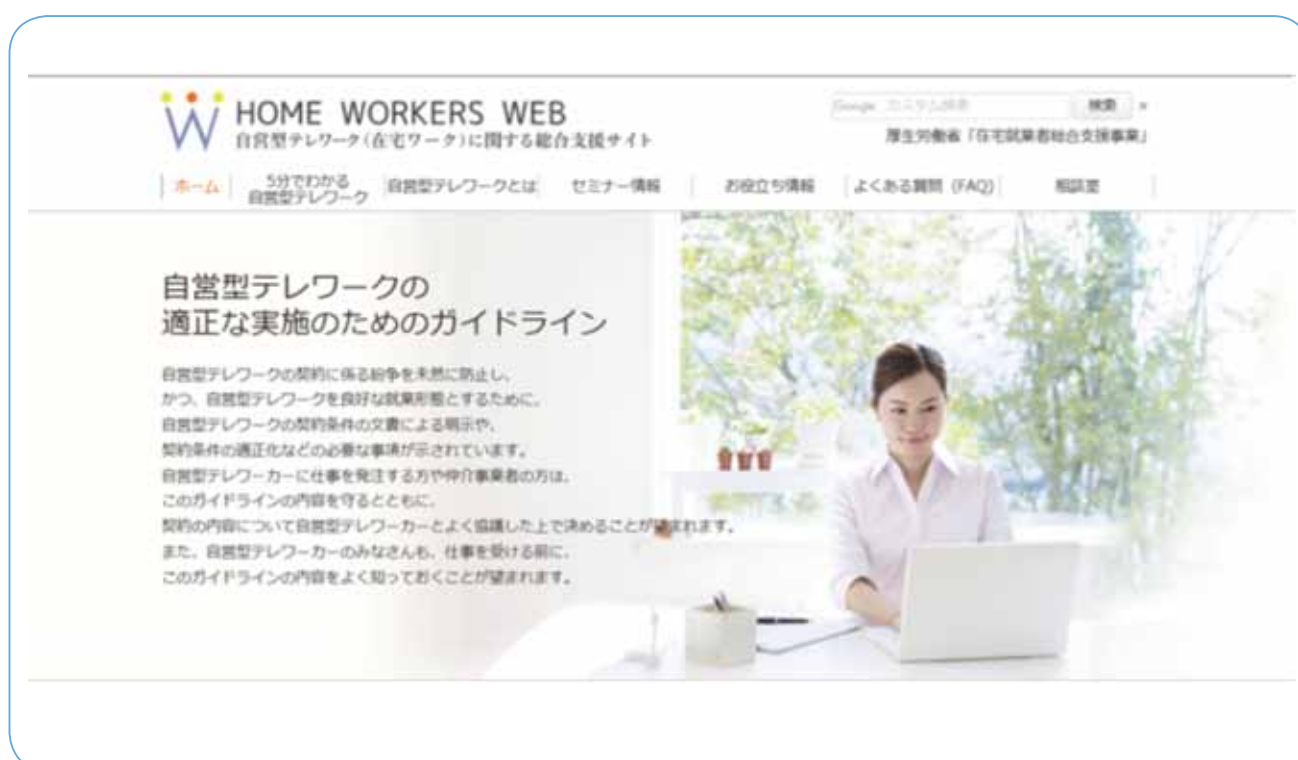 HOME WORKERS WEB
自営型テレワーク(在宅ワーク)に関する総合支援サイト
Google カスタム検索
検索
×
厚生労働省「在宅就業者総合支援事業」
ホーム
5分でわかる
自営型テレワーク
自営型テレワークとは
セミナー情報
お役立ち情報
よくある質問 (FAQ)
相談室
自営型テレワークの
適正な実施のためのガイドライン
自営型テレワークの契約に係る紛争を未然に防止し、
かつ、自営型テレワークを良好な就業形態とするために、
自営型テレワークの契約条件の文書による明示や、
契約条件の適正化などの必要な事項が示されています。
自営型テレワーカーに仕事を発注する方や仲介事業者の方は、
このガイドラインの内容を守るとともに、
契約の内容について自営型テレワーカーとよく協議した上で決めることが望まれます。
また、自営型テレワーカーのみなさんも、仕事を受ける前に、
このガイドラインの内容をよく知っておくことが望まれます。